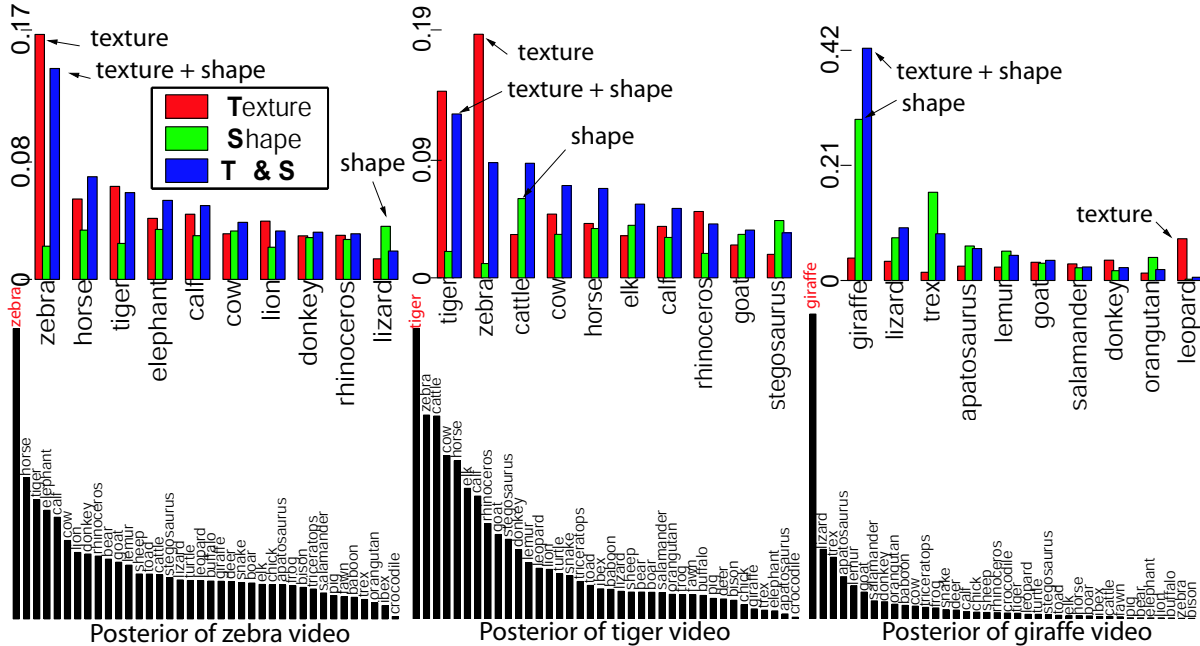 0.17
0.08
0
texture
texture + shape
Texture
Shape
T & S
shape
zebra
horse
tiger
elephant
calf
cow
lion
donkey
rhinoceros
lizard
zebra
horse
tiger
elephant
calf
cow
lion
donkey
rhinoceros
bear
goat
lemur
sheep
toad
cattle
stegosaurus
lizard
turtle
leopard
buffalo
giraffe
deer
snake
boar
elk
chick
apatosaurus
frog
bison
triceratops
salamander
pig
fawn
baboon
trex
orangutan
ibex
crocodile
Posterior of zebra video
0.19
0.09
0
texture
texture + shape
shape
tiger
zebra
cattle
cow
horse
elk
calf
rhinoceros
goat
stegosaurus
tiger
zebra
cattle
cow
horse
elk
calf
rhinoceros
goat
stegosaurus
donkey
lemur
leopard
lion
turtle
snake
triceratops
toad
ibex
baboon
lizard
sheep
bear
boar
salamander
orangutan
frog
fawn
buffalo
pig
deer
bison
chick
giraffe
trex
elephant
apatosaurus
crocodile
Posterior of tiger video
0.42
0.21
0
texture + shape
shape
texture
giraffe
lizard
trex
apatosaurus
lemur
goat
salamander
donkey
orangutan
leopard
giraffe
lizard
trex
apatosaurus
lemur
goat
salamander
donkey
orangutan
baboon
cow
triceratops
frog
snake
deer
calf
chick
sheep
rhinoceros
crocodile
tiger
leopard
turtle
stegosaurus
toad
elk
horse
boar
ibex
cattle
fawn
pig
bear
elephant
lion
buffalo
zebra
bison
Posterior of giraffe video